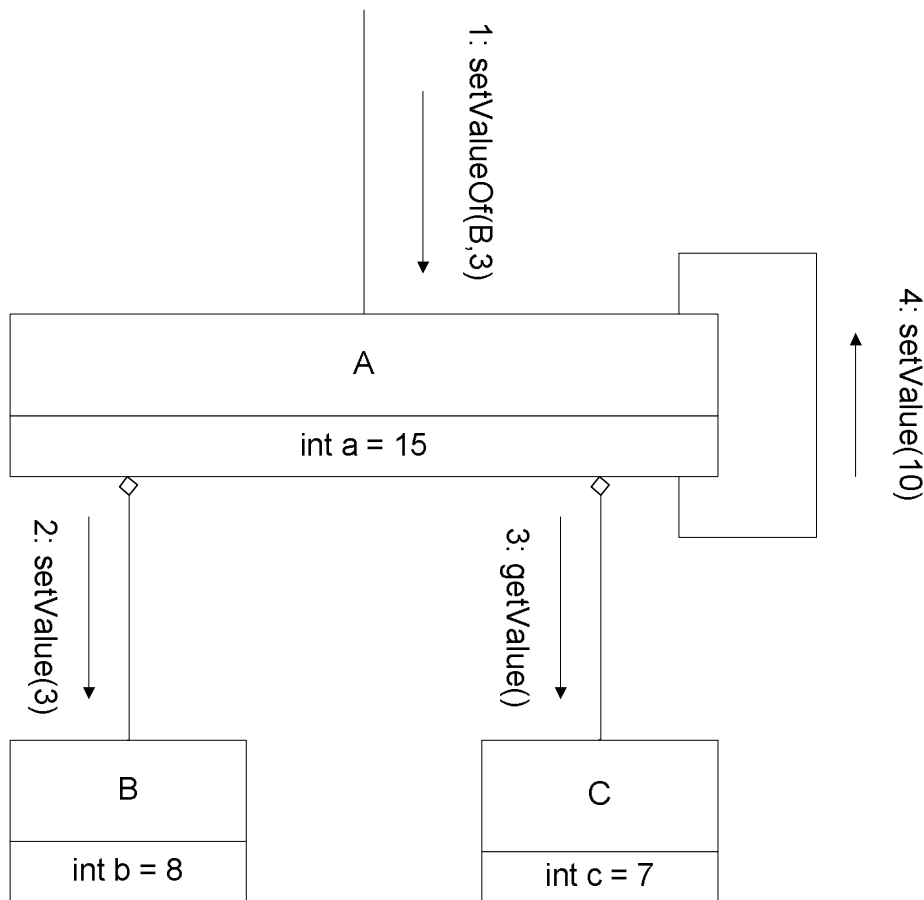 1: setValueOf(B,3)
A
int a = 15
4: setValue(10)
2: setValue(3)
3: getValue()
B
int b = 8
C
int c = 7